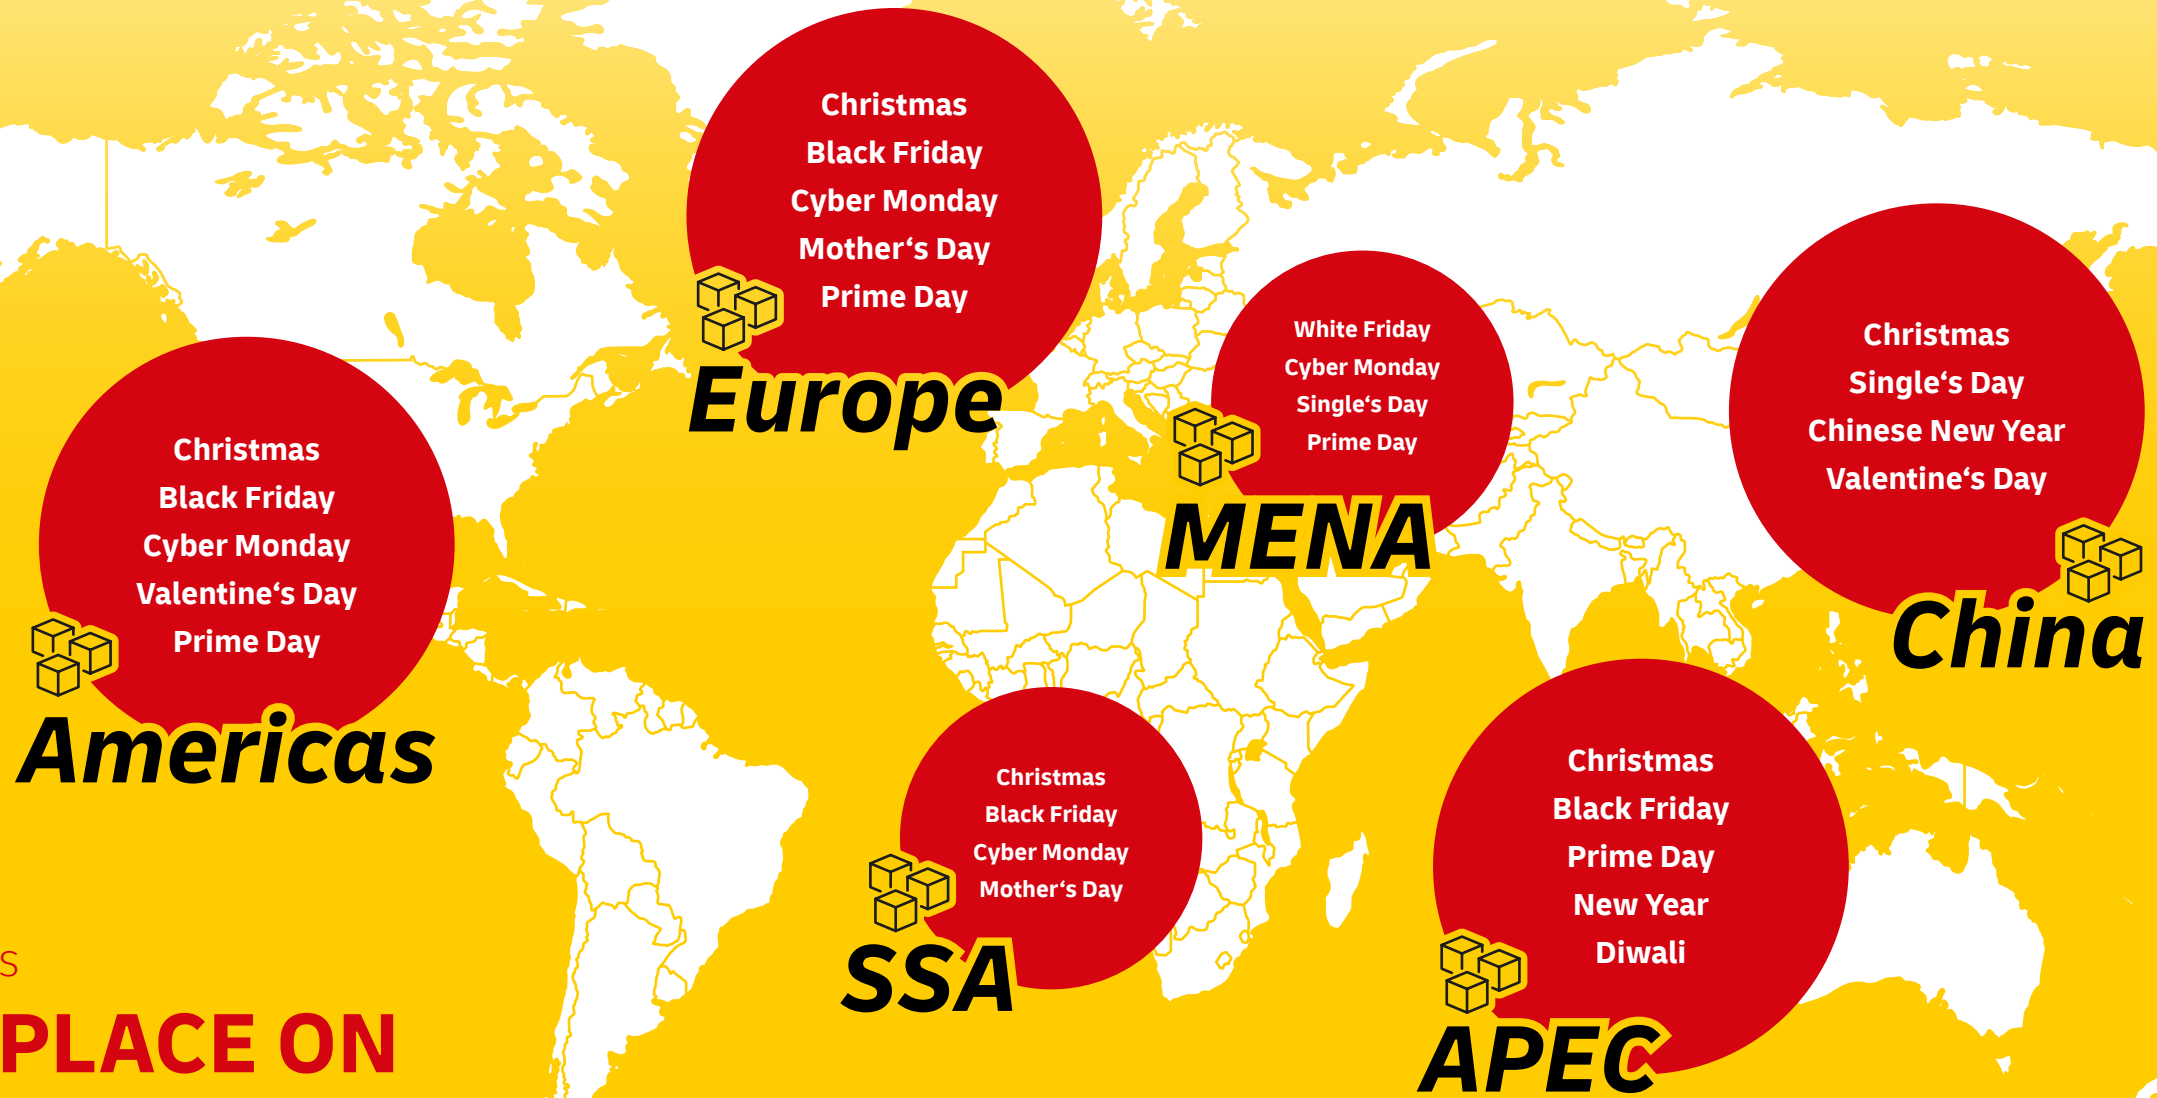 Christmas
Black Friday
Cyber Monday
Mother‘s Day
Prime Day
Europe
White Friday
Cyber Monday
Single‘s Day
Prime Day
MENA
Christmas
Single‘s Day
Chinese New Year
Valentine‘s Day
China
Christmas
Black Friday
Cyber Monday
Valentine‘s Day
Prime Day
Americas
Christmas
Black Friday
Cyber Monday
Mother‘s Day
SSA
Christmas
Black Friday
Prime Day
New Year
Diwali
APEC
S
PLACE ON